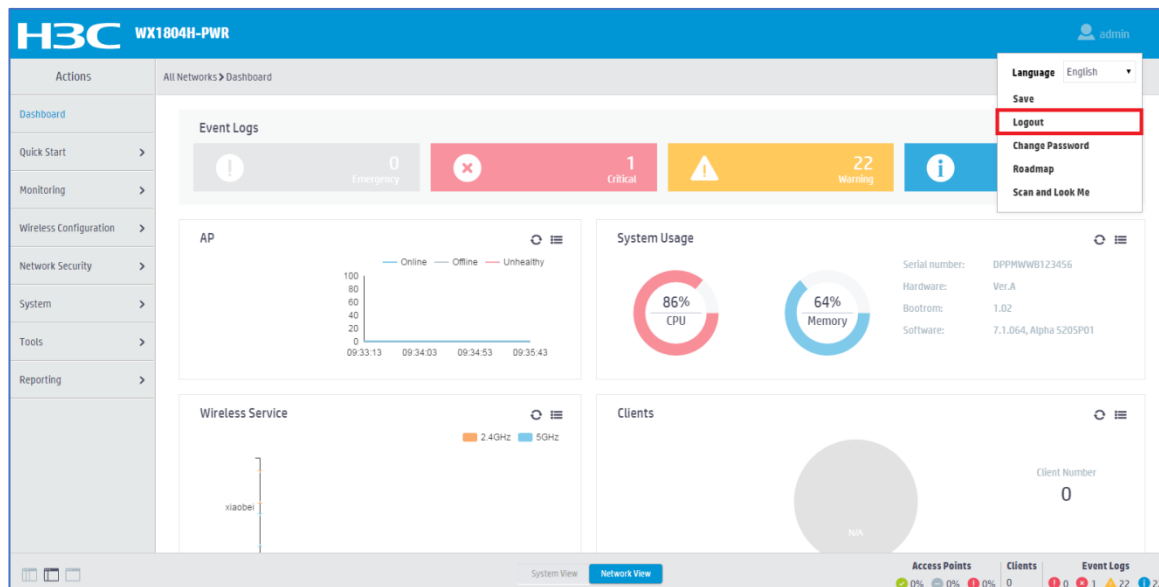 H3C WX1804H-PWR
admin
Actions
All Networks > Dashboard
Language English
Save
Logout
Change Password
Roadmap
Scan and Look Me
Dashboard
Quick Start
Monitoring
Wireless Configuration
Network Security
System
Tools
Reporting
Event Logs
0
Emergency
1
Critical
22
Warning
AP
Online Offline Unhealthy
100
80
60
40
20
0
09:33:13 09:34:03 09:34:53 09:35:43
System Usage
86%
CPU
64%
Memory
Serial number: DPPMWWB123456
Hardware: Ver.A
Bootrom: 1.02
Software: 7.1.064, Alpha 5205P01
Wireless Service
2.4GHz 5GHz
xiaobei
Clients
N/A
Client Number
0
System View Network View
Access Points Clients Event Logs
0% 0% 0% 0 0 1 22